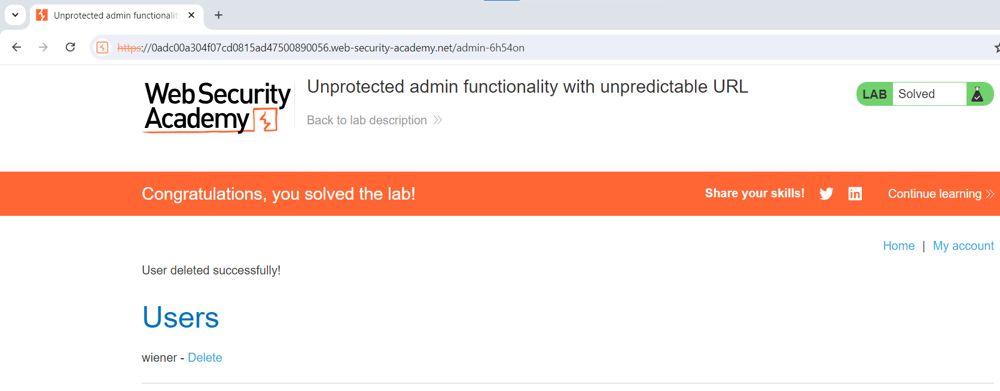 Unprotected admin functionalit
https://0adc00a304f07cd0815ad47500890056.web-security-academy.net/admin-6h54on
Web Security
Academy
Unprotected admin functionality with unpredictable URL
Back to lab description
LAB Solved
Congratulations, you solved the lab!
Share your skills! in Continue learning
Home | My account
User deleted successfully!
Users
wiener - Delete